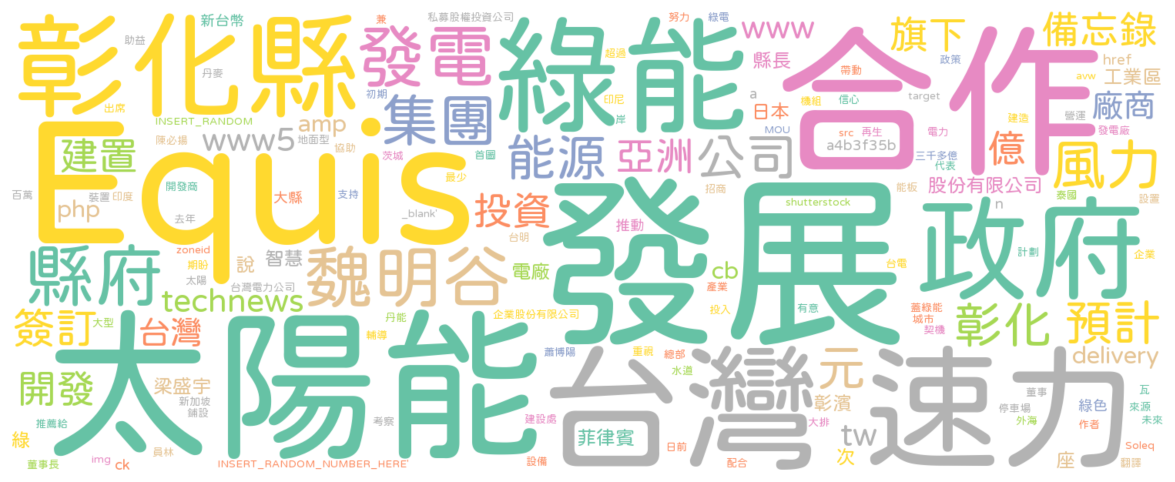 彰化縣
發電
綠能
合作
Equis
發展
政府
太陽能
台灣
速力
集團
www
旗下
備忘錄
新台幣
兼
私募股權投資公司
努力
綠電
助益
丹麥
初期
超過
印尼
岸
縣長
帶動
政策
href
工業區
avw
出席
INSERT_RANDOM
www5
amp
a
日本
機組
信心
target
廠商
建造
營運
MOU
發電廠
陳必揚
地面型
協助
茨城
首圖
能源
亞洲
公司
src
再生
a4b3f35b
電力
億
三千多億
代表
風力
建置
百萬
裝置
印度
開發商
大縣
支持
最少
招商
能板
股份有限公司
n
泰國
設置
php
去年
_blank'
投資
台明
推動
shutterstock
縣府
zoneid
期盼
太陽
智慧
說
台灣電力公司
魏明谷
電廠
cb
產業
台電
計劃
企業
technews
投入
有意
蓋綠能
城市
契機
彰化
預計
簽訂
大型
台灣
丹能
輔導
企業股份有限公司
蕭博陽
重視
總部
水道
元
delivery
開發
梁盛宇
新加坡
鋪設
考察
彰濱
董事
停車場
綠色
瓦
來源
未來
推薦給
綠
員林
建設處
菲律賓
大排
tw
外海
作者
董事長
img
ck
INSERT_RANDOM_NUMBER_HERE'
設備
日前
配合
次
座
Soleq
翻譯